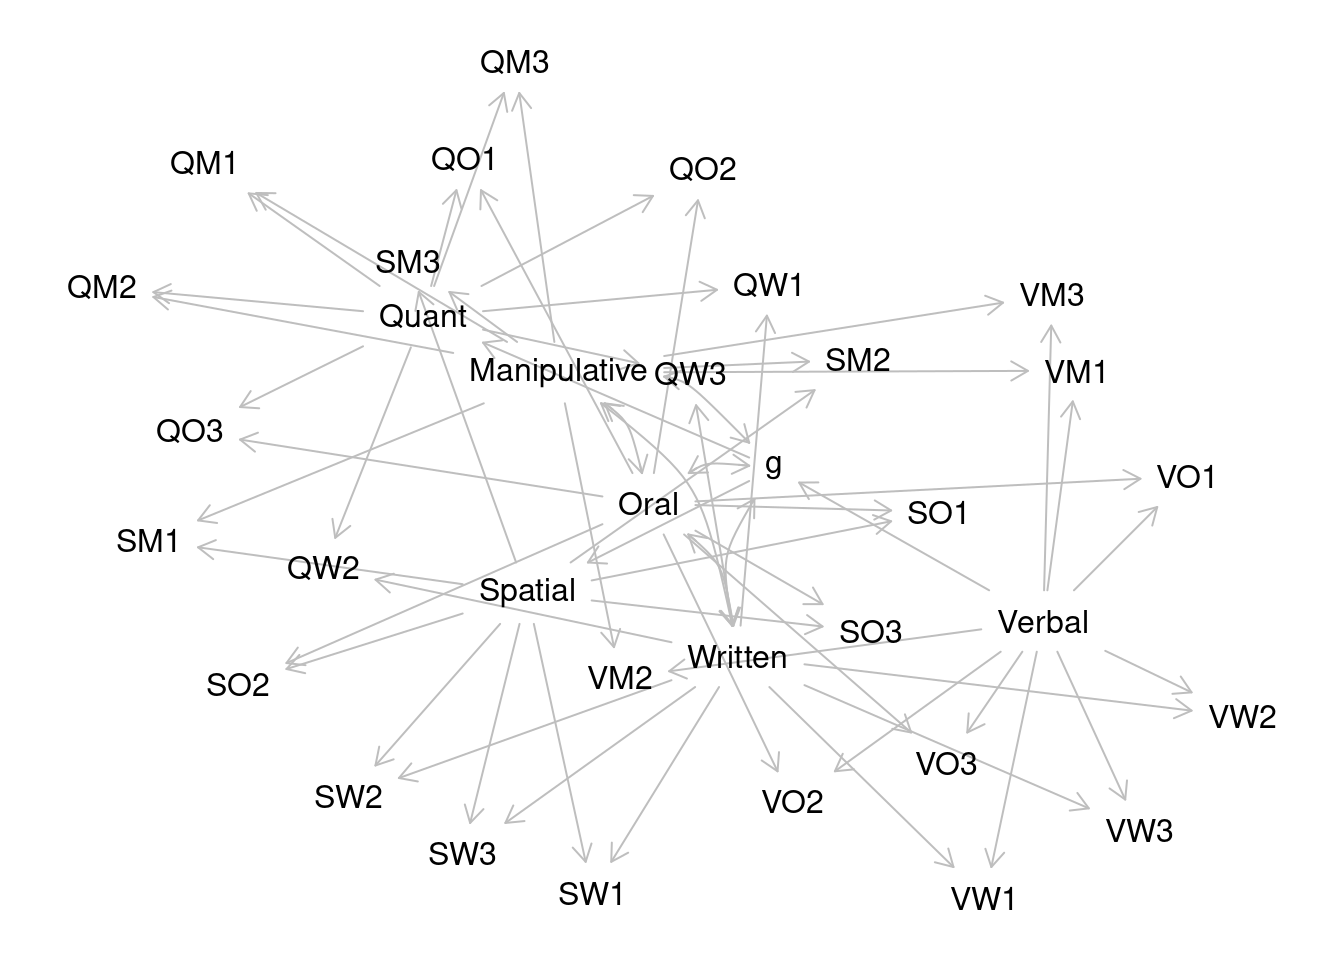 QM3
QM1
QO1
QO2
SM3
QM2
QW1
VM3
Quant
Manipulative
QW3
SM2
VM1
QO3
g
VO1
Oral
SO1
SM1
QW2
Spatial
SO3
Verbal
Written
SO2
VM2
VW2
VO3
SW2
VO2
VW3
SW3
SW1
VW1